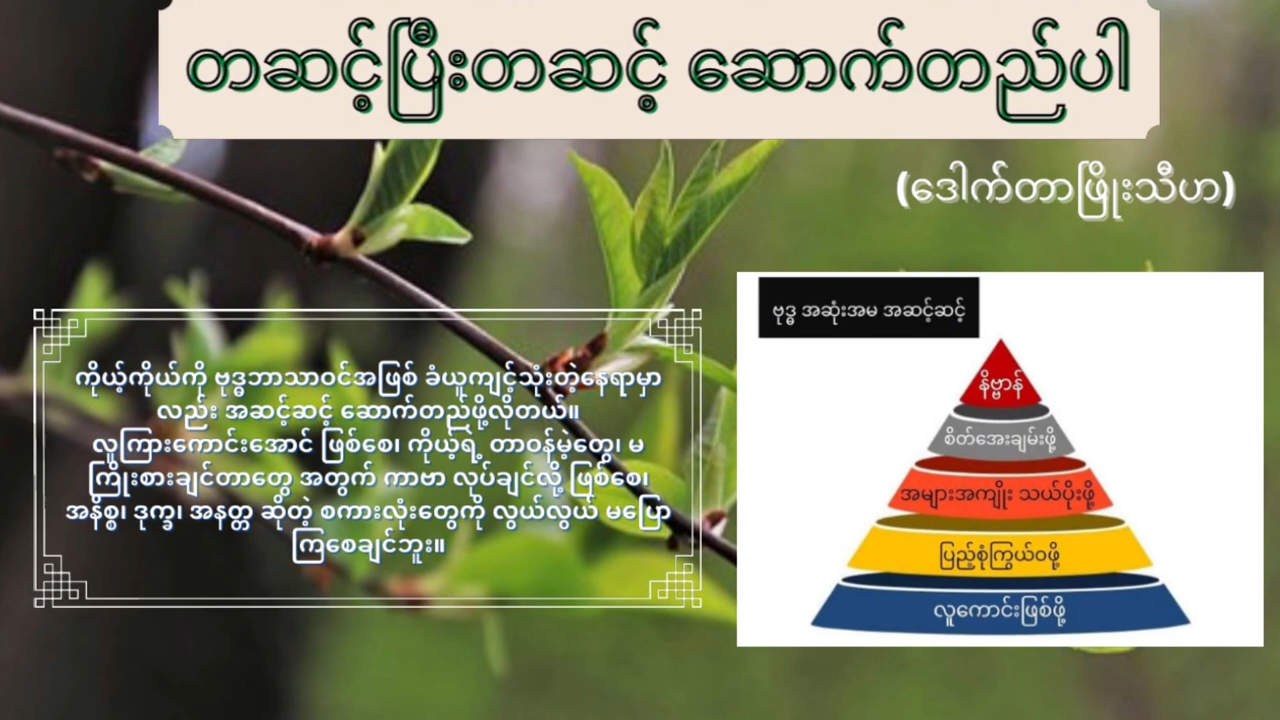 တဆင့်ပြီးတဆင့် ဆောက်တည်ပါ
(ဒေါက်တာဖြိုးသီဟ)
ကိုယ့်ကိုယ်ကို ဗုဒ္ဓဘာသာဝင်အဖြစ် ခံယူကျင့်သုံးတဲ့နေရာမှာ
လည်း အဆင့်ဆင့် ဆောက်တည်ဖို့လိုတယ်။
လူကြားကောင်းအောင် ဖြစ်စေ၊ ကိုယ့်ရဲ့ တာဝန်မဲ့တွေ၊ မ
ကြိုးစားချင်တာတွေ အတွက် ကာဗာ လုပ်ချင်လို့ ဖြစ်စေ၊
အနိစ္စ၊ ဒုက္ခ၊ အနတ္တ ဆိုတဲ့ စကားလုံးတွေကို လွယ်လွယ် မပြော
ကြစေချင်ဘူး။
ဗုဒ္ဓ အဆုံးအမ အဆင့်ဆင့်
နိဗ္ဗာန်
စိတ်အေးချမ်းဖို့
အများအကျိုး သယ်ပိုးဖို့
ပြည့်စုံကြွယ်ဝဖို့
လူကောင်းဖြစ်ဖို့